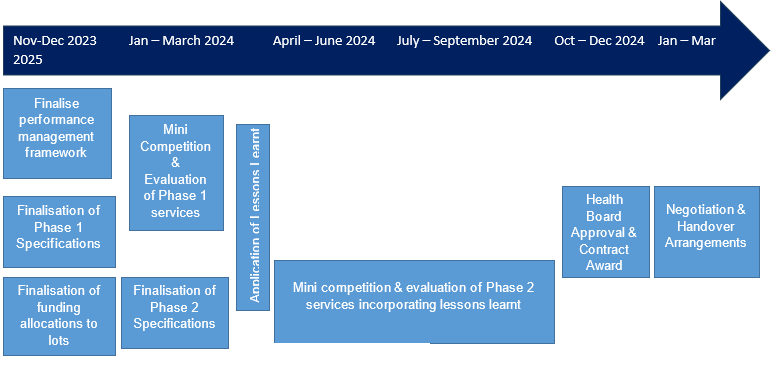 Nov-Dec 2023 Jan – March 2024 April – June 2024 July – September 2024 Oct – Dec 2024 Jan – Mar
2025
Finalise
performance
management
framework
Finalisation of
Phase 1
Specifications
Finalisation of
funding
allocations to
lots
Mini
Competition
&
Evaluation
of Phase 1
services
Finalisation of
Phase 2
Specifications
Application of Lessons Learnt
Mini competition & evaluation of Phase 2
services incorporating lessons learnt
Health
Board
Approval &
Contract
Award
Negotiation &
Handover
Arrangements